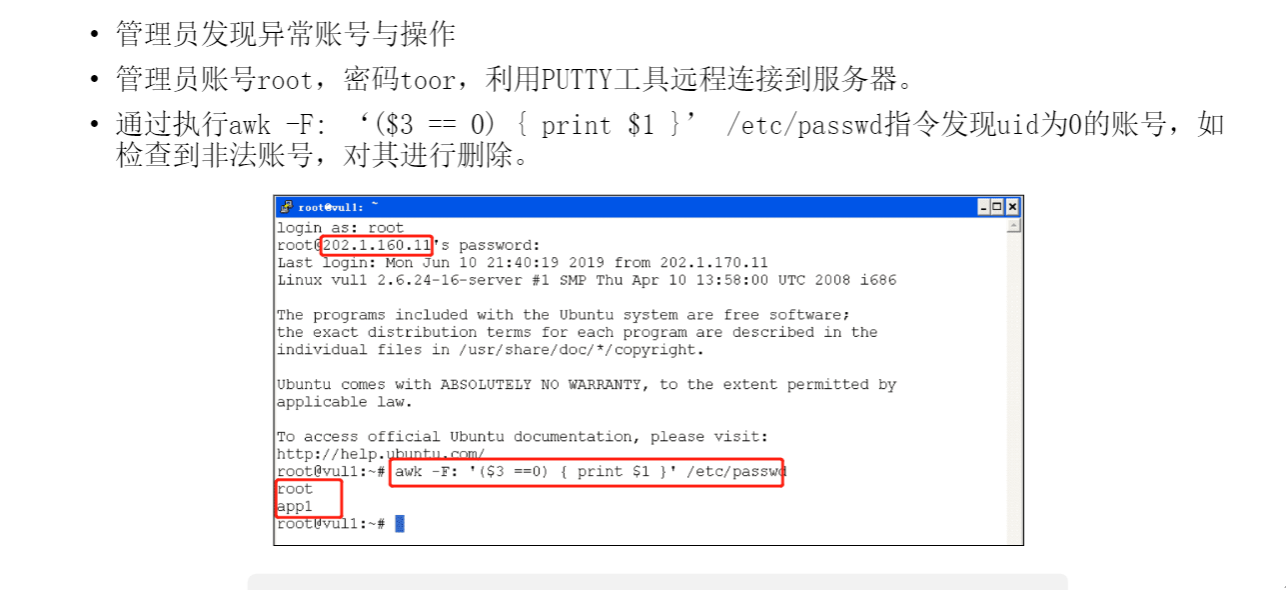 • 管理员发现异常账号与操作
• 管理员账号root，密码toor，利用PUTTY工具远程连接到服务器。
• 通过执行awk -F: ‘($3 == 0) { print $1 }’ /etc/passwd指令发现uid为0的账号，如
检查到非法账号，对其进行删除。
root@vul1: ~
login as: root
root@202.1.160.11's password:
Last login: Mon Jun 10 21:40:19 2019 from 202.1.170.11
Linux vul1 2.6.24-16-server #1 SMP Thu Apr 10 13:58:00 UTC 2008 i686
The programs included with the Ubuntu system are free software;
the exact distribution terms for each program are described in the
individual files in /usr/share/doc/*/copyright.
Ubuntu comes with ABSOLUTELY NO WARRANTY, to the extent permitted by
applicable law.
To access official Ubuntu documentation, please visit:
http://help.ubuntu.com/
root@vul1:~# awk -F: '($3 ==0) { print $1 }' /etc/passwd
root
app1
root@vul1:~#